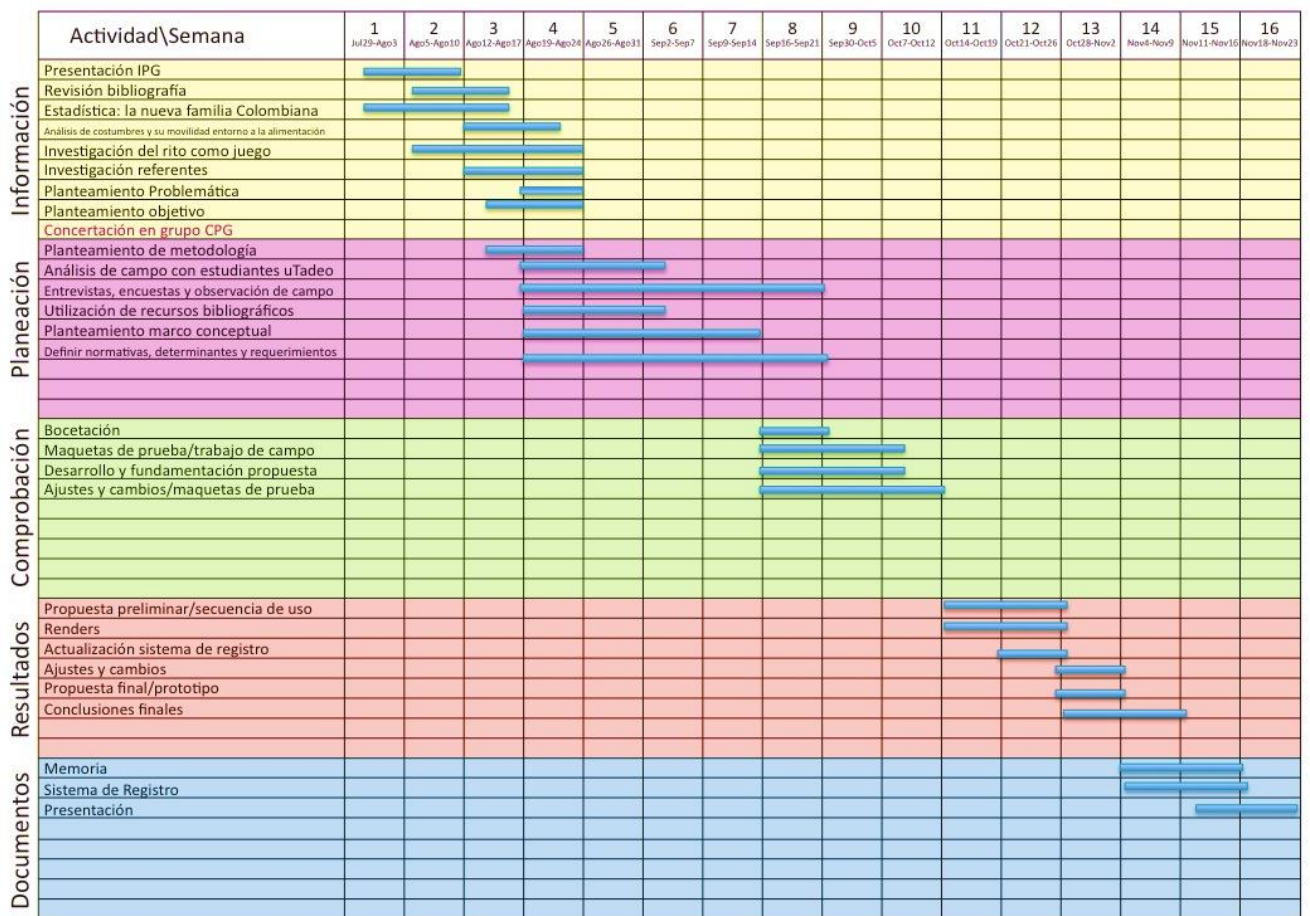 Actividad\Semana
1 2 3 4 5 6 7 8 9 10 11 12 13 14 15 16
Jul29-Ago3 Ago5-Ago10 Ago12-Ago17 Ago19-Ago24 Ago26-Ago31 Sep2-Sep7 Sep9-Sep14 Sep16-Sep21 Sep30-Oct5 Oct7-Oct12 Oct14-Oct19 Oct21-Oct26 Oct28-Nov2 Nov4-Nov9 Nov11-Nov16 Nov18-Nov23
Información
Presentación IPG
Revisión bibliografía
Estadística: la nueva familia Colombiana
Análisis de costumbres y su movilidad entorno a la alimentación
Investigación del rito como juego
Investigación referentes
Planteamiento Problemática
Planteamiento objetivo
Concertación en grupo CPG
Planeación
Planteamiento de metodología
Análisis de campo con estudiantes uTadeo
Entrevistas, encuestas y observación de campo
Utilización de recursos bibliográficos
Planteamiento marco conceptual
Definir normativas, determinantes y requerimientos
Comprobación
Bocetación
Maquetas de prueba/trabajo de campo
Desarrollo y fundamentación propuesta
Ajustes y cambios/maquetas de prueba
Resultados
Propuesta preliminar/secuencia de uso
Renders
Actualización sistema de registro
Ajustes y cambios
Propuesta final/prototipo
Conclusiones finales
Documentos
Memoria
Sistema de Registro
Presentación